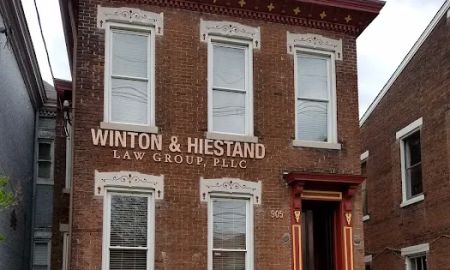 WINTON & HIESTAND
LAW GROUP, PLLC
905